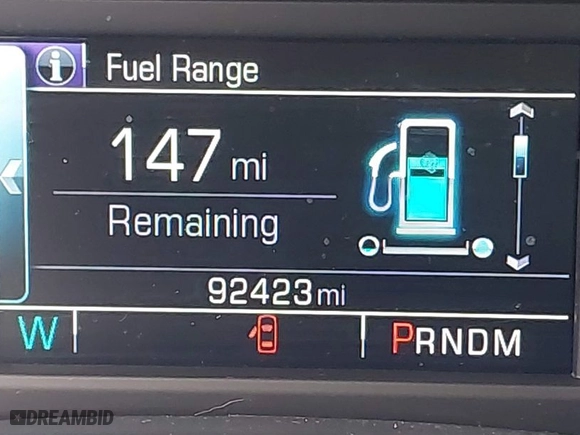 i Fuel Range
147 mi
Remaining
92423 mi
W PRNDM
DREAMBID